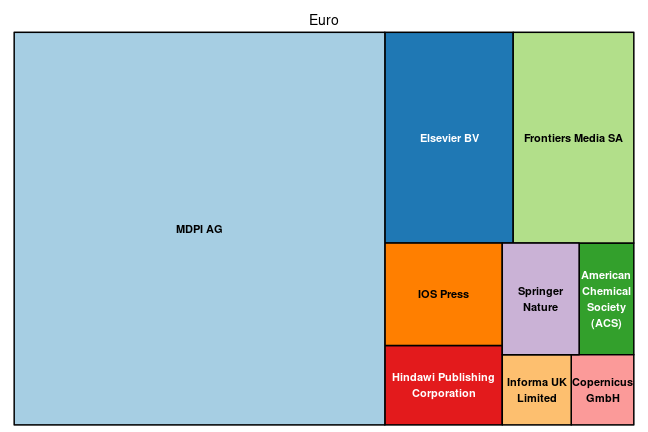 Euro
MDPI AG
Elsevier BV
Frontiers Media SA
IOS Press
Springer
Nature
American
Chemical
Society
(ACS)
Hindawi Publishing
Corporation
Informa UK
Limited
Copernicus
GmbH